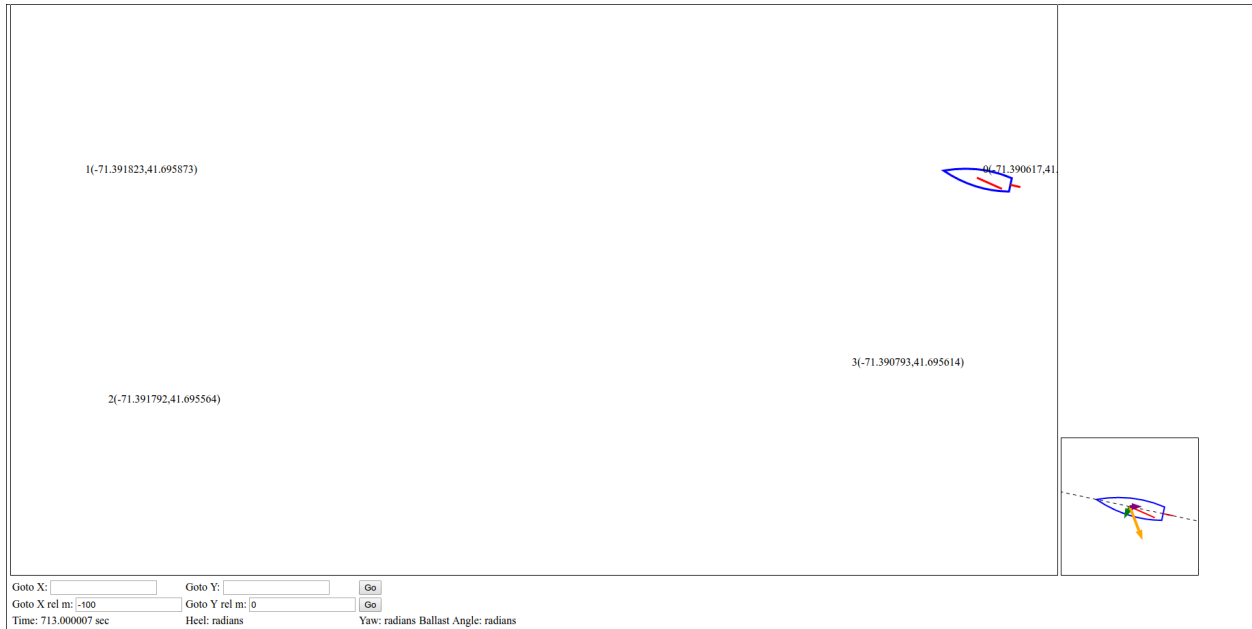 1(-71.391823,41.695873)
0(-71.390617,41.
3(-71.390793,41.695614)
2(-71.391792,41.695564)
Goto X: Goto Y: Go
Goto X rel m: -100 Goto Y rel m: 0 Go
Time: 713.000007 sec Heel: radians Yaw: radians Ballast Angle: radians